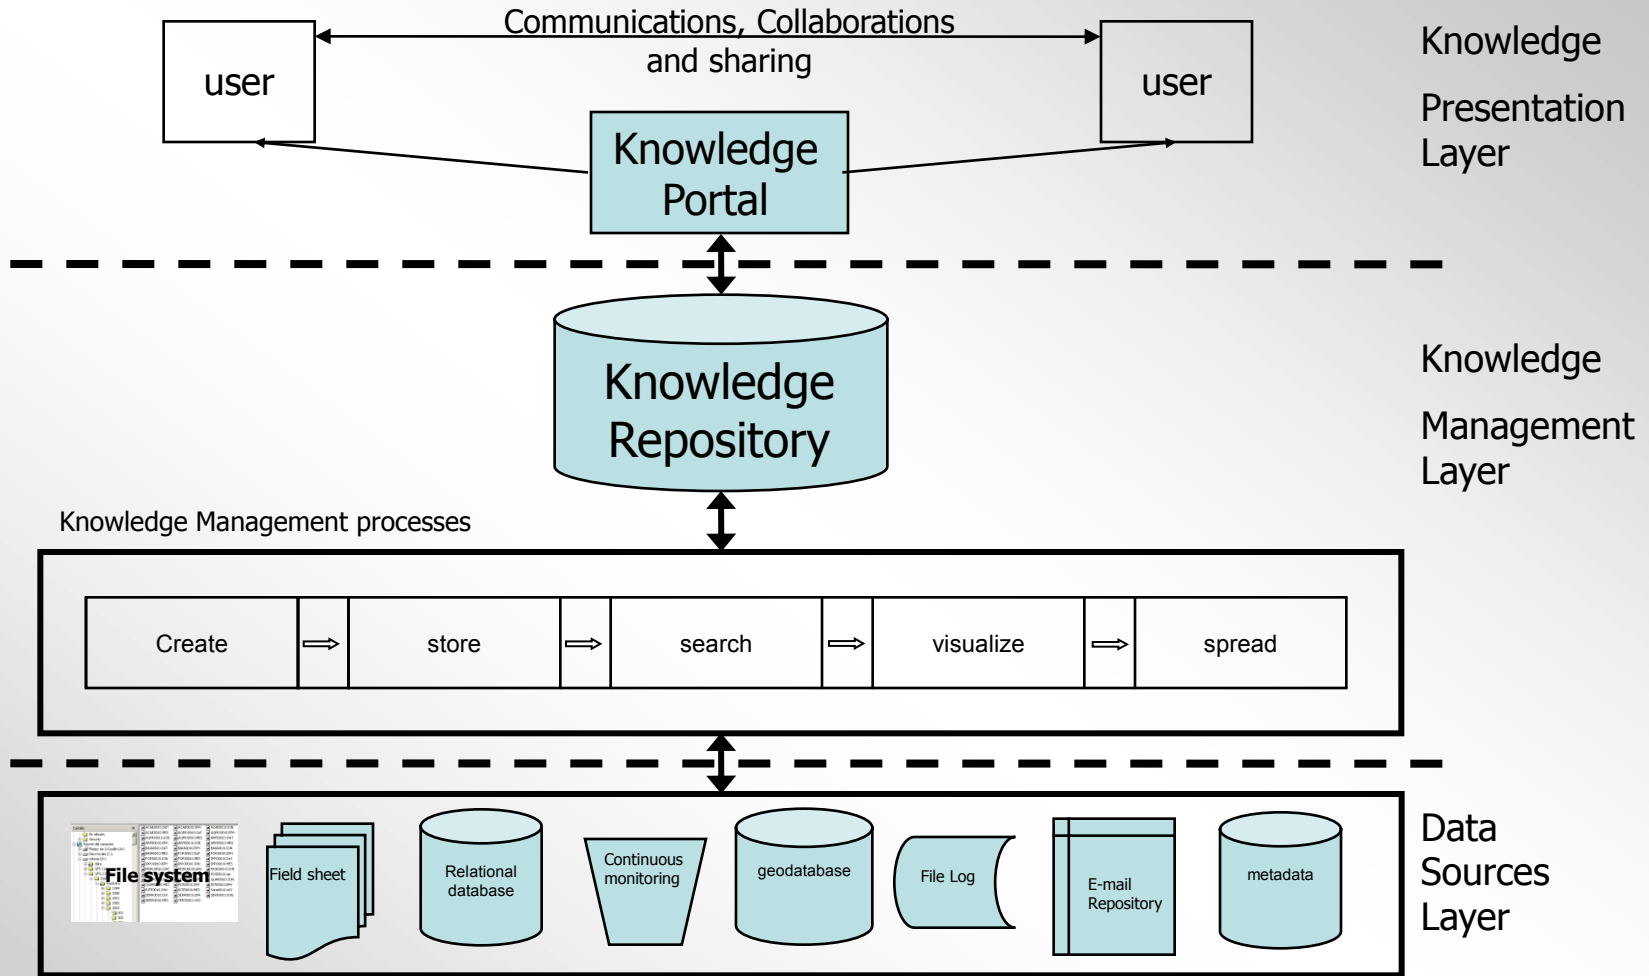 Communications, Collaborations
and sharing
user
user
Knowledge
Portal
Knowledge
Presentation
Layer
Knowledge
Repository
Knowledge
Management
Layer
Knowledge Management processes
Create
store
search
visualize
spread
File system
Field sheet
Relational
database
Continuous
monitoring
geodatabase
File Log
E-mail
Repository
metadata
Data
Sources
Layer